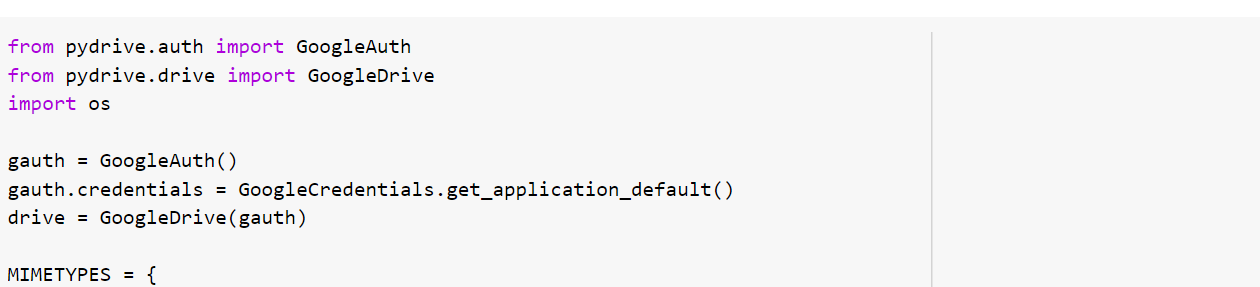 from pydrive.auth import GoogleAuth
from pydrive.drive import GoogleDrive
import os
gauth = GoogleAuth()
gauth.credentials = GoogleCredentials.get_application_default()
drive = GoogleDrive(gauth)
MIMETYPES = {